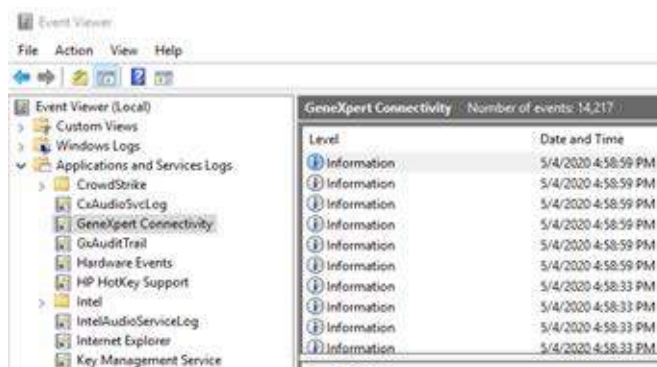 Event Viewer
File Action View Help
Event Viewer (Local)
Custom Views
Windows Logs
Applications and Services Logs
CrowdStrike
CxAudioSvcLog
GeneXpert Connectivity
GxAuditTrail
Hardware Events
HP HotKey Support
Intel
IntelAudioServiceLog
Internet Explorer
Key Management Service
GeneXpert Connectivity Number of events: 14,217
Level Date and Time
Information 5/4/2020 4:58:59 PM
Information 5/4/2020 4:58:59 PM
Information 5/4/2020 4:58:59 PM
Information 5/4/2020 4:58:59 PM
Information 5/4/2020 4:58:59 PM
Information 5/4/2020 4:58:33 PM
Information 5/4/2020 4:58:33 PM
Information 5/4/2020 4:58:33 PM
Information 5/4/2020 4:58:33 PM
Information 5/4/2020 4:58:33 PM